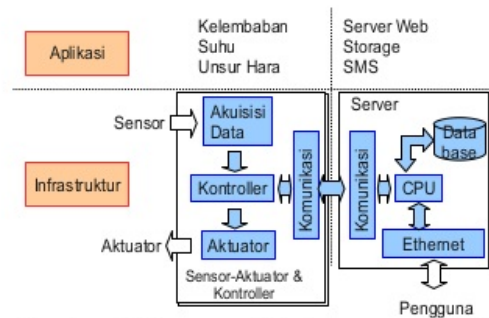 Aplikasi
Kelembaban
Suhu
Unsur Hara
Server Web
Storage
SMS
Infrastruktur
Sensor
Akuisisi
Data
Kontroller
Aktuator
Aktuator
Komunikasi
Sensor-Aktuator &
Kontroller
Server
Komunikasi
Data
base
CPU
Ethernet
Pengguna